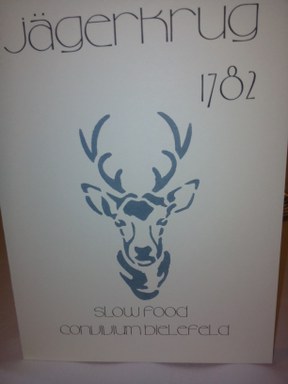 jägerkrug
1782
slow food
convivium bielefeld